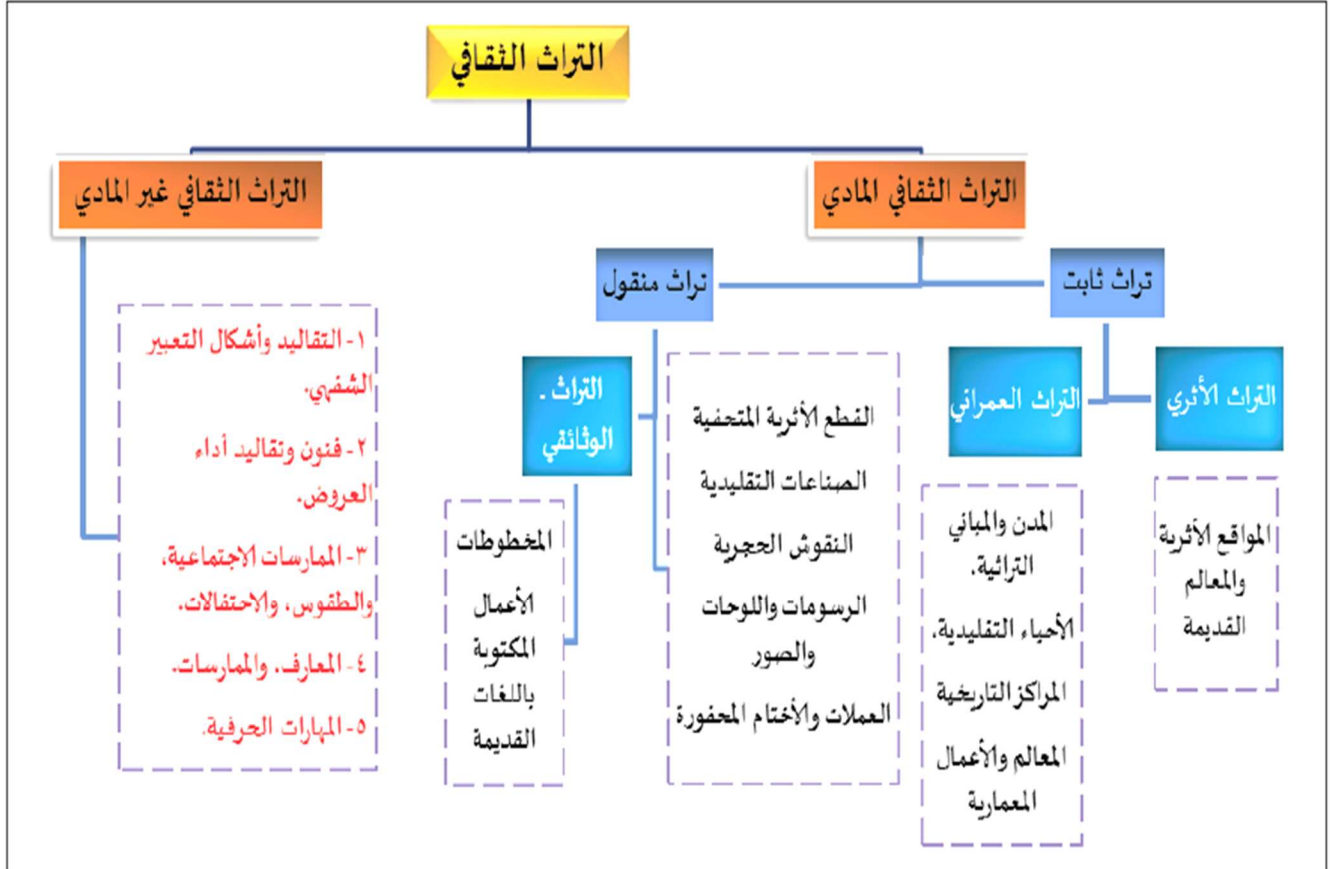 التراث الثقافي
التراث الثقافي المادي
التراث الثقافي غير المادي
تراث ثابت
تراث منقول
التراث الأثري
التراث العمراني
التراث ـ
الوثائقي
المواقع الأثرية
والمعالم
القديمة
المدن والمباني
التراثية.
الأحياء التقليدية.
المراكز التاريخية
المعالم والأعمال
المعمارية
القطع الأثرية المتحفية
الصناعات التقليدية
النقوش الحجرية
الرسومات واللوحات
والصور
العملات والأختام المحفورة
المخطوطات
الأعمال
المكتوبة
باللغات
القديمة
١- التقاليد وأشكال التعبير
الشفهي.
٢- فنون وتقاليد أداء
العروض.
٣- الممارسات الاجتماعية،
والطقوس، والاحتفالات.
٤- المعارف. والممارسات.
٥- المهارات الحرفية.